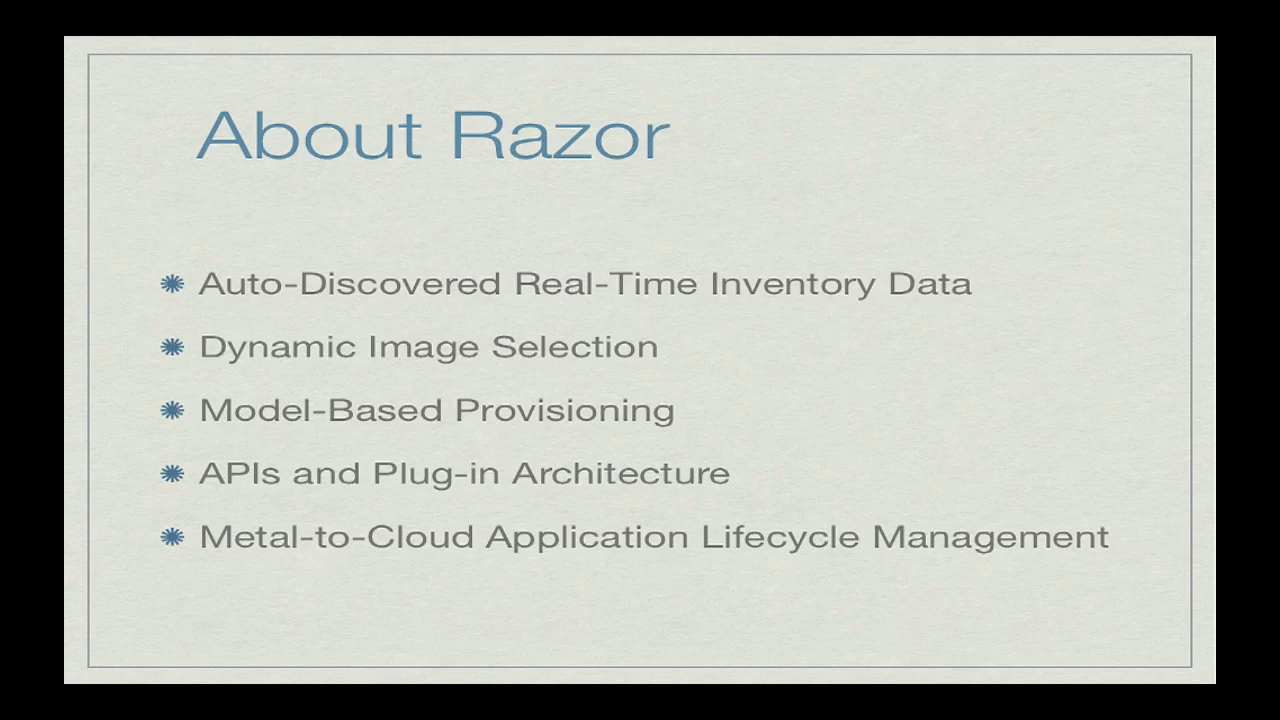 About Razor
Auto-Discovered Real-Time Inventory Data
Dynamic Image Selection
Model-Based Provisioning
APIs and Plug-in Architecture
Metal-to-Cloud Application Lifecycle Management